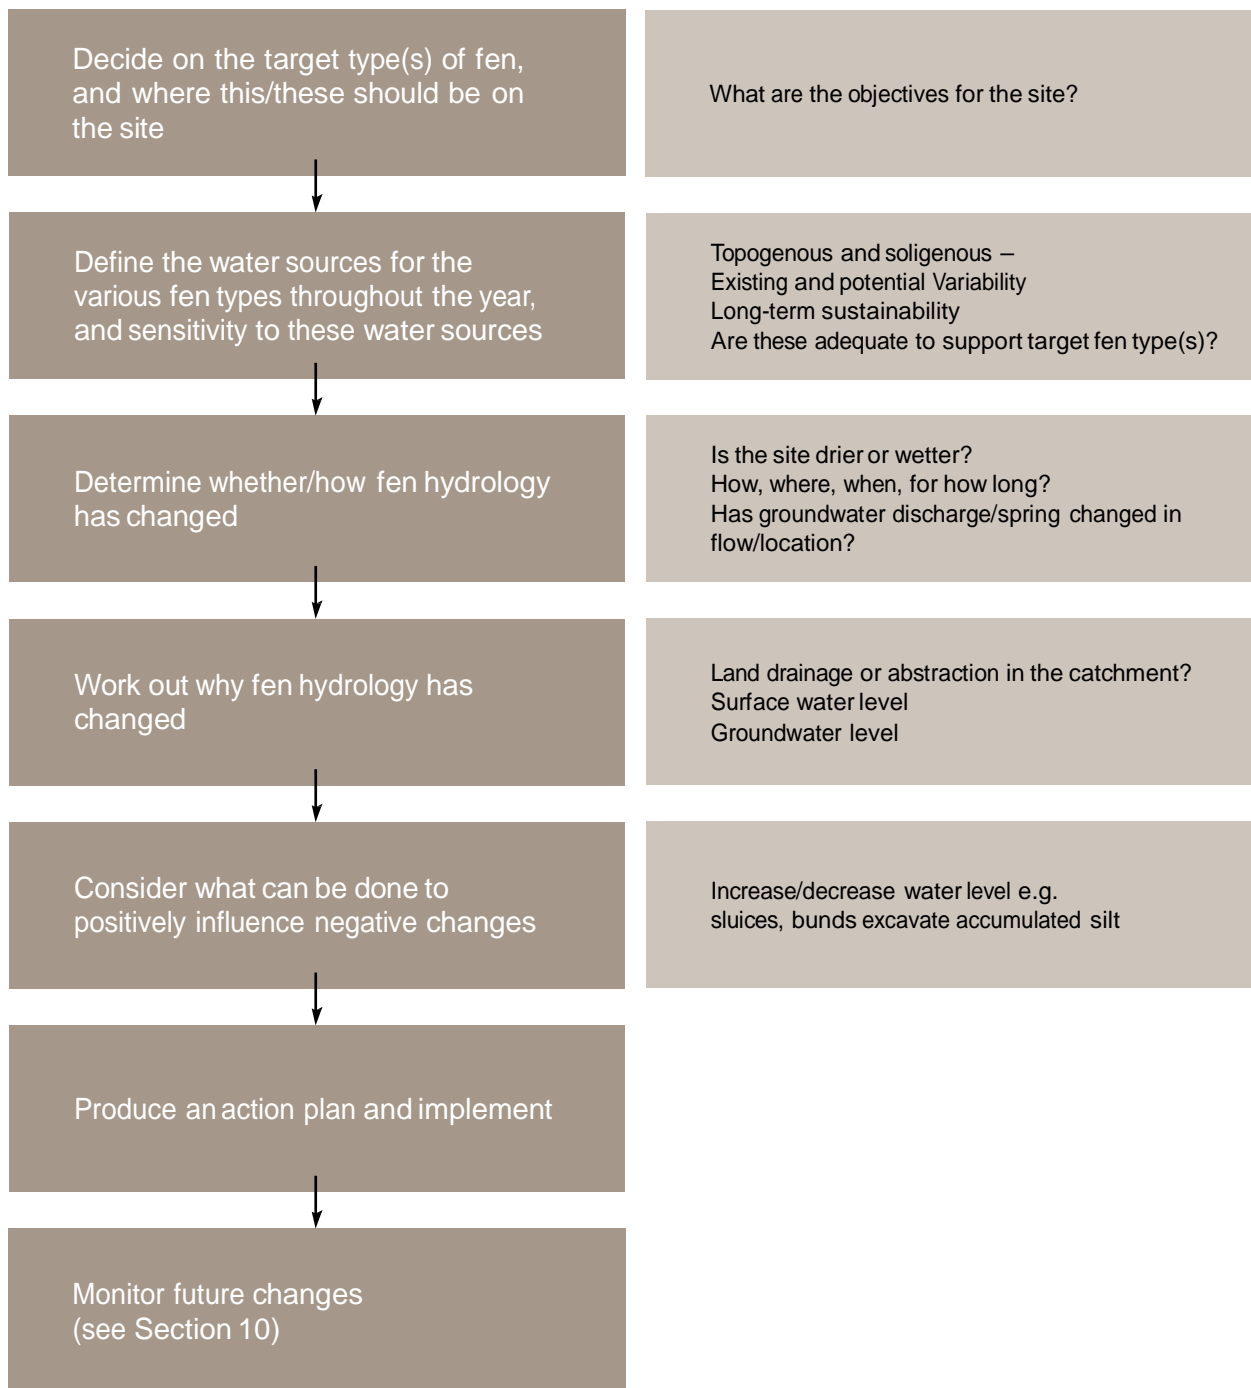 Decide on the target type(s) of fen,
and where this/these should be on
the site
What are the objectives for the site?
Define the water sources for the
various fen types throughout the year,
and sensitivity to these water sources
Topogenous and soligenous –
Existing and potential Variability
Long-term sustainability
Are these adequate to support target fen type(s)?
Determine whether/how fen hydrology
has changed
Is the site drier or wetter?
How, where, when, for how long?
Has groundwater discharge/spring changed in
flow/location?
Work out why fen hydrology has
changed
Land drainage or abstraction in the catchment?
Surface water level
Groundwater level
Consider what can be done to
positively influence negative changes
Increase/decrease water level e.g.
sluices, bunds excavate accumulated silt
Produce an action plan and implement
Monitor future changes
(see Section 10)